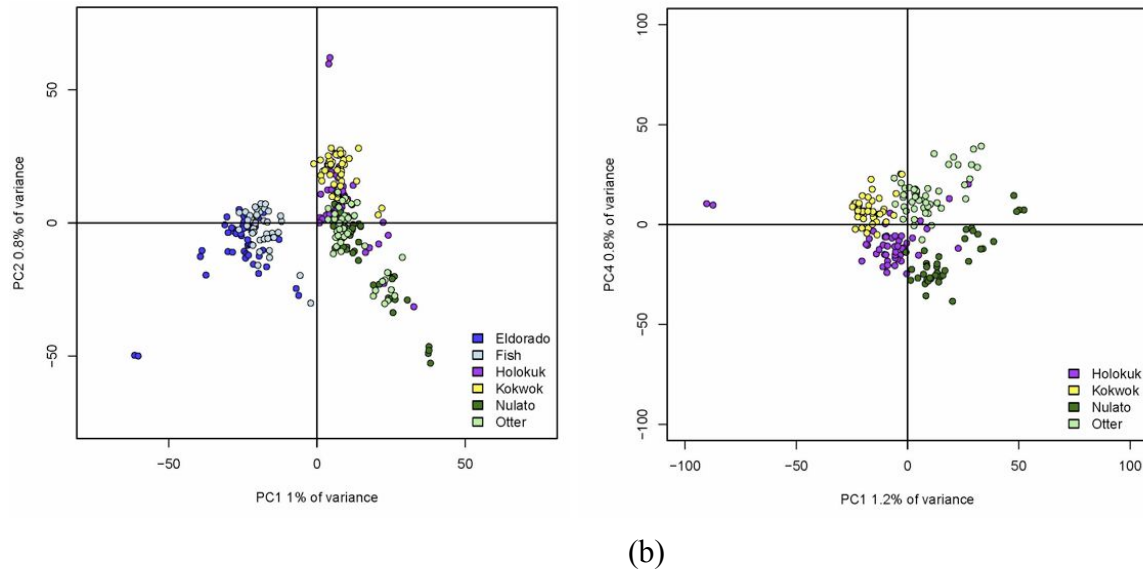 50
0
−50
PC2 0.8% of variance
−50
0
50
PC1 1% of variance
Eldorado
Fish
Holokuk
Kokwok
Nulato
Otter
100
50
0
−50
−100
PC4 0.8% of variance
−100
−50
0
50
100
PC1 1.2% of variance
Holokuk
Kokwok
Nulato
Otter
(b)